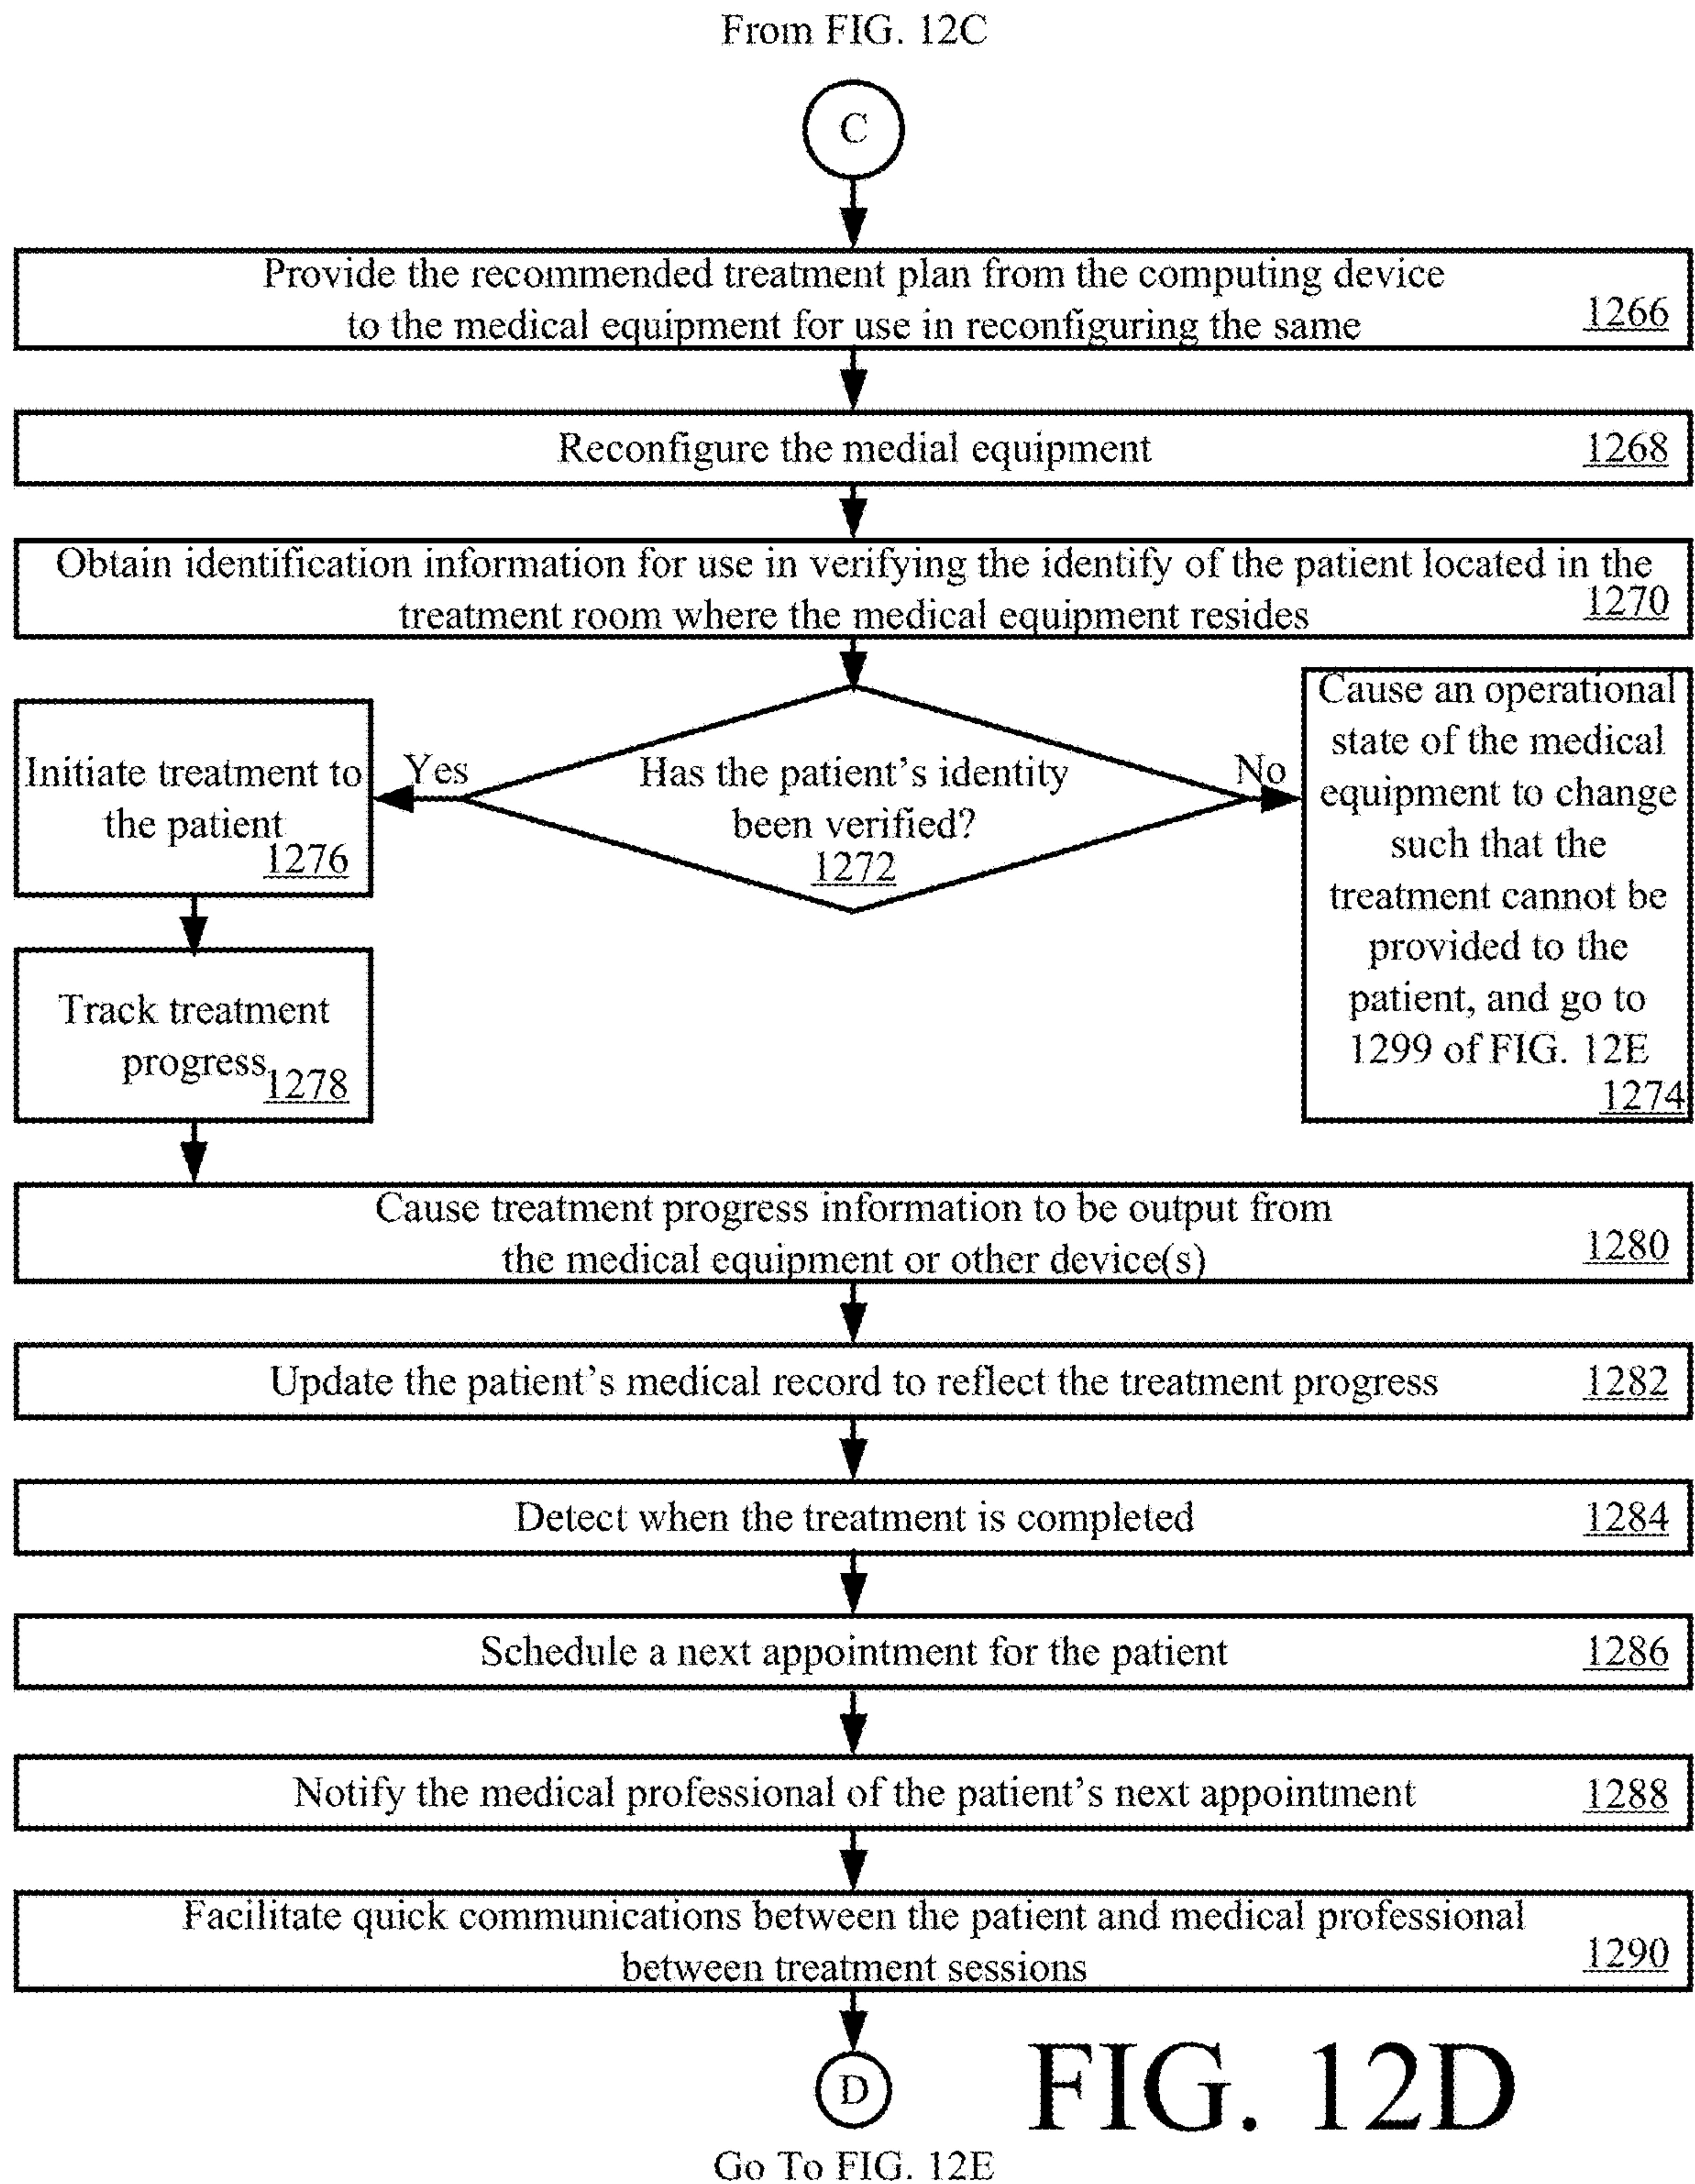 From FIG. 12C
C
Provide the recommended treatment plan from the computing device
to the medical equipment for use in reconfiguring the same
1266
Reconfigure the medial equipment
1268
Obtain identification information for use in verifying the identify of the patient located in the
treatment room where the medical equipment resides
1270
Has the patient's identity
been verified?
1272
Yes
No
Initiate treatment to
the patient
1276
Cause an operational
state of the medical
equipment to change
such that the
treatment cannot be
provided to the
patient, and go to
1299 of FIG. 12E
1274
Track treatment
progress
1278
Cause treatment progress information to be output from
the medical equipment or other device(s)
1280
Update the patient's medical record to reflect the treatment progress
1282
Detect when the treatment is completed
1284
Schedule a next appointment for the patient
1286
Notify the medical professional of the patient's next appointment
1288
Facilitate quick communications between the patient and medical professional
between treatment sessions
1290
D
Go To FIG. 12E
FIG. 12D